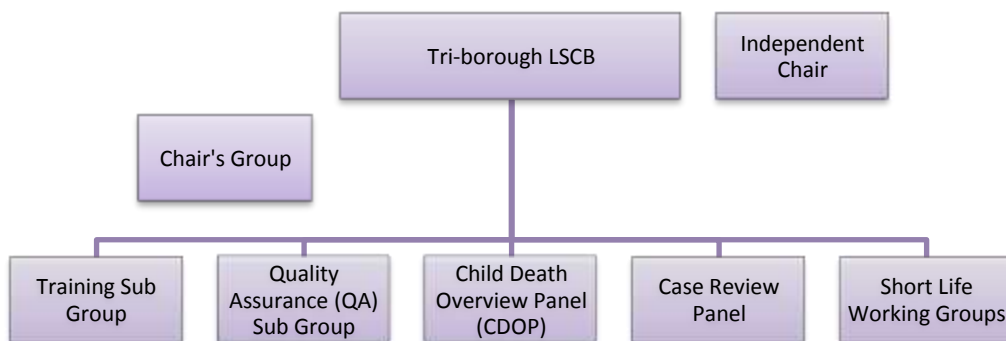 Tri-borough LSCB
Independent
Chair
Chair's Group
Training Sub
Group
Quality
Assurance (QA)
Sub Group
Child Death
Overview Panel
(CDOP)
Case Review
Panel
Short Life
Working Groups